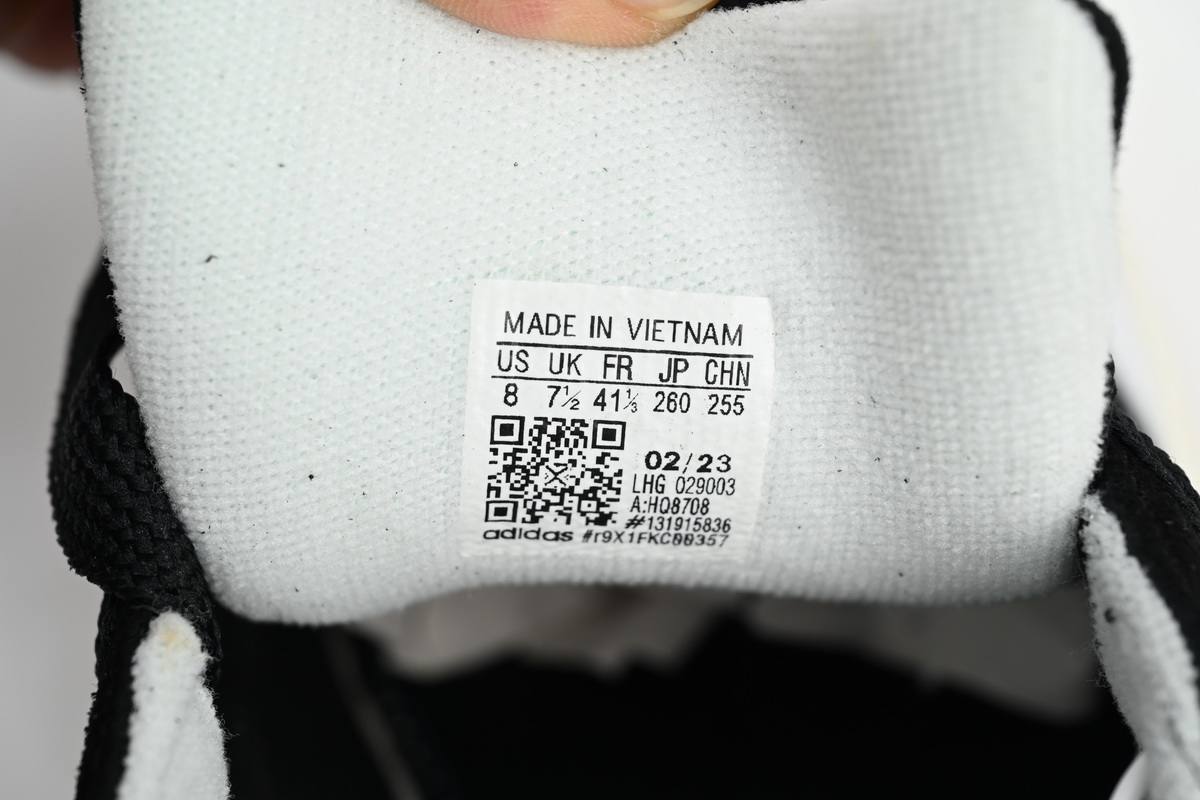 MADE IN VIETNAM
US UK FR JP CHN
8 7½ 41⅓ 260 255
02/23
LHG 029003
A:HQ8708
#131915836
adidas #r9X1FKC00357